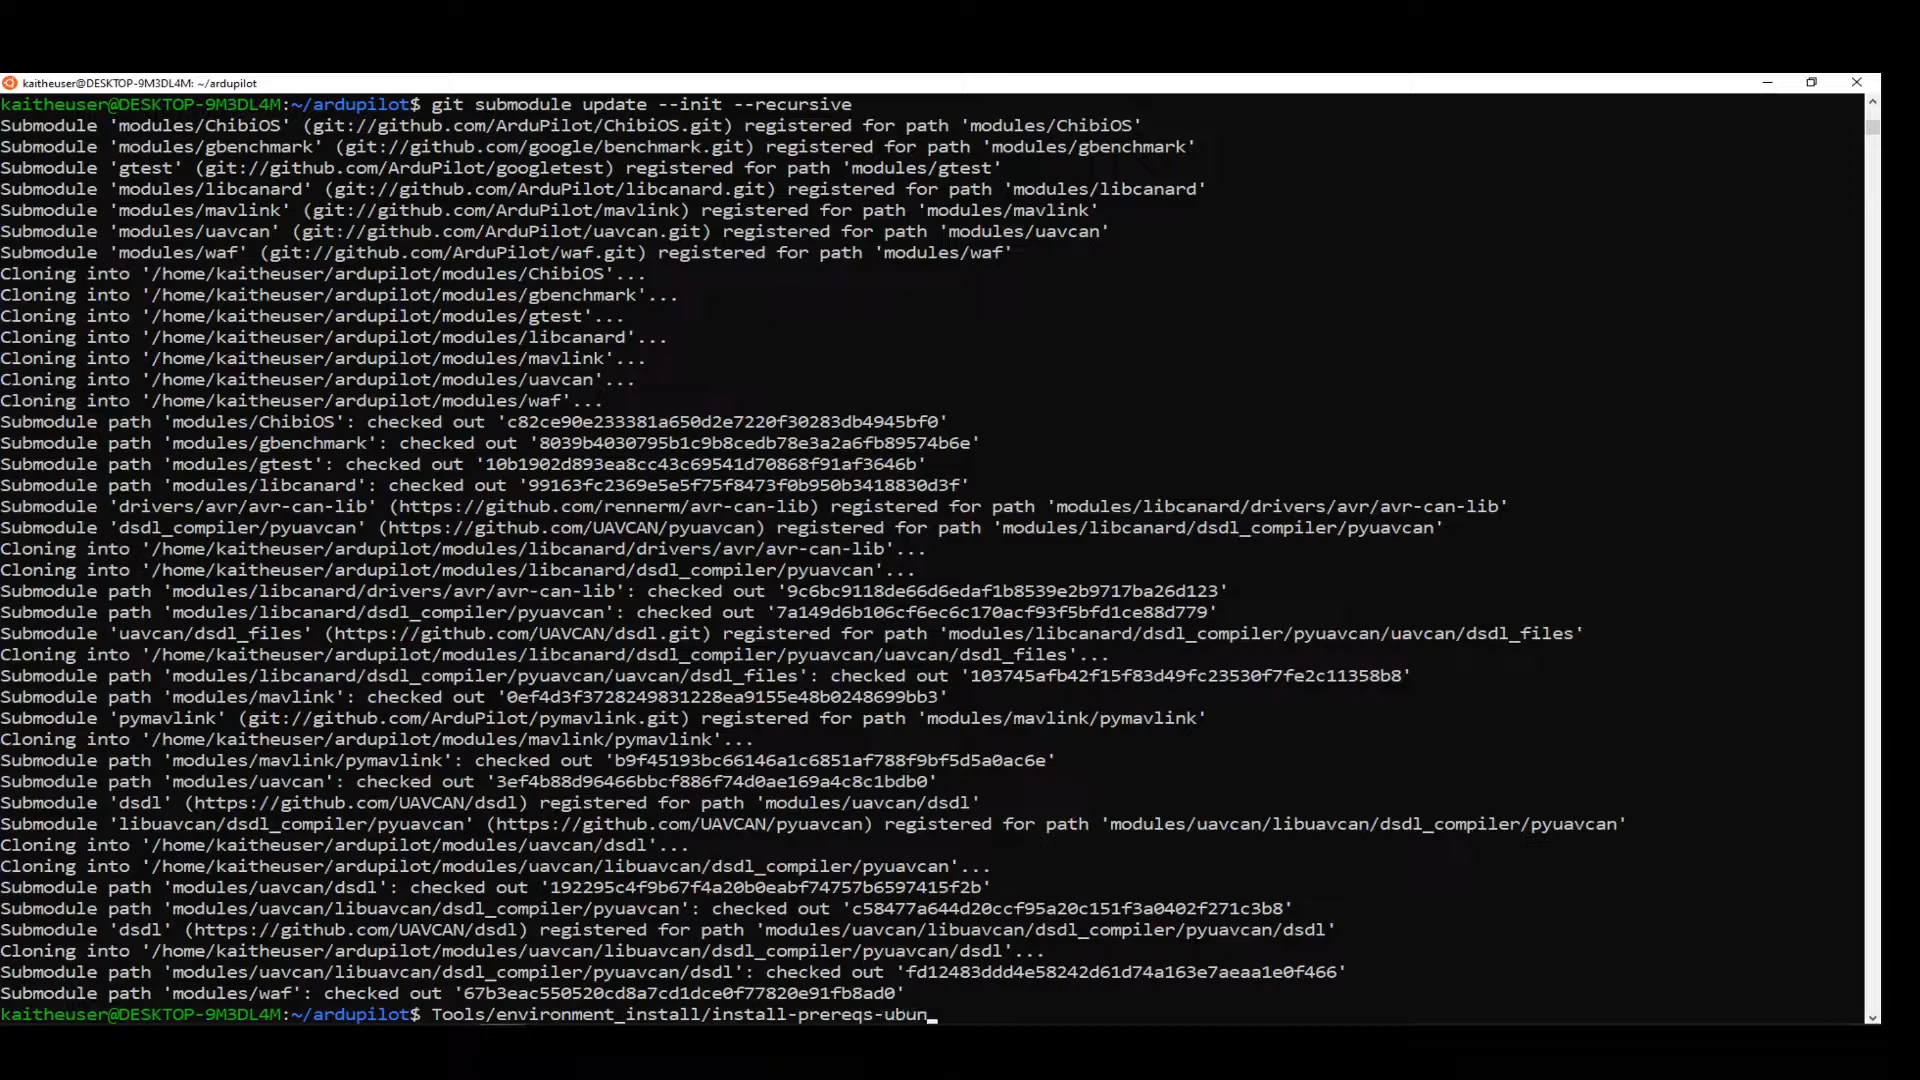 kaitheuser@DESKTOP-9M3DL4M: ~/ardupilot
kaitheuser@DESKTOP-9M3DL4M:~/ardupilot$ git submodule update --init --recursive
Submodule 'modules/ChibiOS' (git://github.com/ArduPilot/ChibiOS.git) registered for path 'modules/ChibiOS'
Submodule 'modules/gbenchmark' (git://github.com/google/benchmark.git) registered for path 'modules/gbenchmark'
Submodule 'gtest' (git://github.com/ArduPilot/googletest) registered for path 'modules/gtest'
Submodule 'modules/libcanard' (git://github.com/ArduPilot/libcanard.git) registered for path 'modules/libcanard'
Submodule 'modules/mavlink' (git://github.com/ArduPilot/mavlink) registered for path 'modules/mavlink'
Submodule 'modules/uavcan' (git://github.com/ArduPilot/uavcan.git) registered for path 'modules/uavcan'
Submodule 'modules/waf' (git://github.com/ArduPilot/waf.git) registered for path 'modules/waf'
Cloning into '/home/kaitheuser/ardupilot/modules/ChibiOS'...
Cloning into '/home/kaitheuser/ardupilot/modules/gbenchmark'...
Cloning into '/home/kaitheuser/ardupilot/modules/gtest'...
Cloning into '/home/kaitheuser/ardupilot/modules/libcanard'...
Cloning into '/home/kaitheuser/ardupilot/modules/mavlink'...
Cloning into '/home/kaitheuser/ardupilot/modules/uavcan'...
Cloning into '/home/kaitheuser/ardupilot/modules/waf'...
Submodule path 'modules/ChibiOS': checked out 'c82ce90e233381a650d2e7220f30283db4945bf0'
Submodule path 'modules/gbenchmark': checked out '8039b4030795b1c9b8cedb78e3a2a6fb89574b6e'
Submodule path 'modules/gtest': checked out '10b1902d893ea8cc43c69541d70868f91af3646b'
Submodule path 'modules/libcanard': checked out '99163fc2369e5e5f75f8473f0b950b3418830d3f'
Submodule 'drivers/avr/avr-can-lib' (https://github.com/rennerm/avr-can-lib) registered for path 'modules/libcanard/drivers/avr/avr-can-lib'
Submodule 'dsdl_compiler/pyuavcan' (https://github.com/UAVCAN/pyuavcan) registered for path 'modules/libcanard/dsdl_compiler/pyuavcan'
Cloning into '/home/kaitheuser/ardupilot/modules/libcanard/drivers/avr/avr-can-lib'...
Cloning into '/home/kaitheuser/ardupilot/modules/libcanard/dsdl_compiler/pyuavcan'...
Submodule path 'modules/libcanard/drivers/avr/avr-can-lib': checked out '9c6bc9118de66d6edaf1b8539e2b9717ba26d123'
Submodule path 'modules/libcanard/dsdl_compiler/pyuavcan': checked out '7a149d6b106cf6ec6c170acf93f5bfd1ce88d779'
Submodule 'uavcan/dsdl_files' (https://github.com/UAVCAN/dsdl.git) registered for path 'modules/libcanard/dsdl_compiler/pyuavcan/uavcan/dsdl_files'
Cloning into '/home/kaitheuser/ardupilot/modules/libcanard/dsdl_compiler/pyuavcan/uavcan/dsdl_files'...
Submodule path 'modules/libcanard/dsdl_compiler/pyuavcan/uavcan/dsdl_files': checked out '103745afb42f15f83d49fc23530f7fe2c11358b8'
Submodule path 'modules/mavlink': checked out '0ef4d3f3728249831228ea9155e48b0248699bb3'
Submodule 'pymavlink' (git://github.com/ArduPilot/pymavlink.git) registered for path 'modules/mavlink/pymavlink'
Cloning into '/home/kaitheuser/ardupilot/modules/mavlink/pymavlink'...
Submodule path 'modules/mavlink/pymavlink': checked out 'b9f45193bc66146a1c6851af788f9bf5d5a0ac6e'
Submodule path 'modules/uavcan': checked out '3ef4b88d96466bbcf886f74d0ae169a4c8c1bdb0'
Submodule 'dsdl' (https://github.com/UAVCAN/dsdl) registered for path 'modules/uavcan/dsdl'
Submodule 'libuavcan/dsdl_compiler/pyuavcan' (https://github.com/UAVCAN/pyuavcan) registered for path 'modules/uavcan/libuavcan/dsdl_compiler/pyuavcan'
Cloning into '/home/kaitheuser/ardupilot/modules/uavcan/dsdl'...
Cloning into '/home/kaitheuser/ardupilot/modules/uavcan/libuavcan/dsdl_compiler/pyuavcan'...
Submodule path 'modules/uavcan/dsdl': checked out '192295c4f9b67f4a20b0eabf74757b6597415f2b'
Submodule path 'modules/uavcan/libuavcan/dsdl_compiler/pyuavcan': checked out 'c58477a644d20ccf95a20c151f3a0402f271c3b8'
Submodule 'dsdl' (https://github.com/UAVCAN/dsdl) registered for path 'modules/uavcan/libuavcan/dsdl_compiler/pyuavcan/dsdl'
Cloning into '/home/kaitheuser/ardupilot/modules/uavcan/libuavcan/dsdl_compiler/pyuavcan/dsdl'...
Submodule path 'modules/uavcan/libuavcan/dsdl_compiler/pyuavcan/dsdl': checked out 'fd12483ddd4e58242d61d74a163e7aeaa1e0f466'
Submodule path 'modules/waf': checked out '67b3eac550520cd8a7cd1dce0f77820e91fb8ad0'
kaitheuser@DESKTOP-9M3DL4M:~/ardupilot$ Tools/environment_install/install-prereqs-ubun